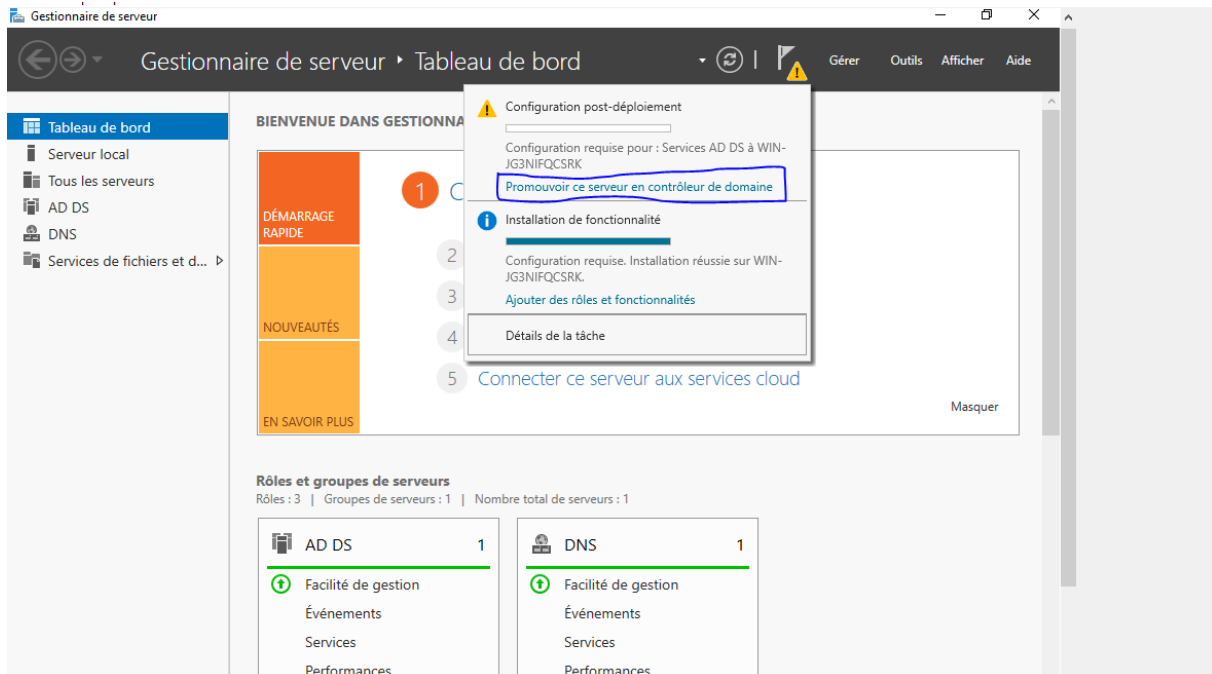 Gestionnaire de serveur
Gestionnaire de serveur ‣ Tableau de bord
Gérer
Outils
Afficher
Aide
Tableau de bord
Serveur local
Tous les serveurs
AD DS
DNS
Services de fichiers et d...
BIENVENUE DANS GESTIONNA
DÉMARRAGE
RAPIDE
NOUVEAUTÉS
EN SAVOIR PLUS
1 C
2
3
4
5 Connecter ce serveur aux services cloud
Masquer
Configuration post-déploiement
Configuration requise pour : Services AD DS à WIN-
JG3NIFQCSRK
Promouvoir ce serveur en contrôleur de domaine
Installation de fonctionnalité
Configuration requise. Installation réussie sur WIN-
JG3NIFQCSRK.
Ajouter des rôles et fonctionnalités
Détails de la tâche
Rôles et groupes de serveurs
Rôles : 3 | Groupes de serveurs : 1 | Nombre total de serveurs : 1
AD DS 1
Facilité de gestion
Événements
Services
Performances
DNS 1
Facilité de gestion
Événements
Services
Performances